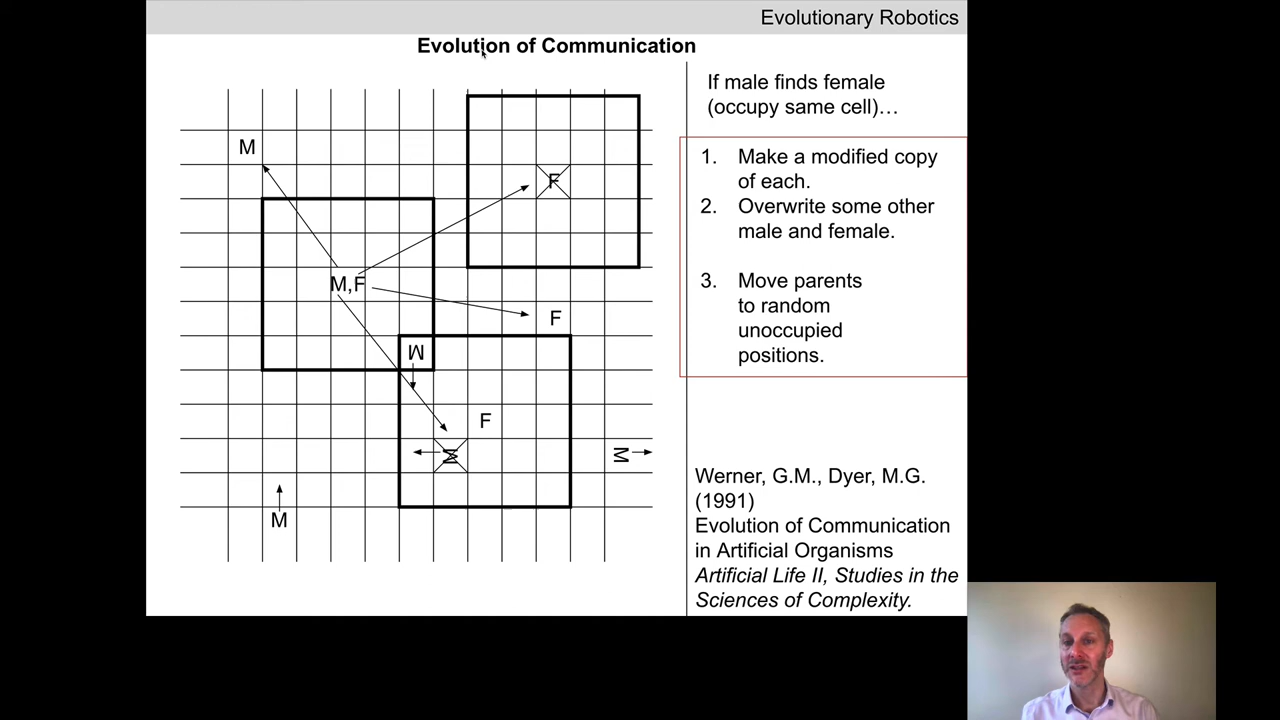 Evolutionary Robotics
Evolution of Communication
M
F
M,F
F
M
F
M
M
M
If male finds female
(occupy same cell)…
1. Make a modified copy
of each.
2. Overwrite some other
male and female.
3. Move parents
to random
unoccupied
positions.
Werner, G.M., Dyer, M.G.
(1991)
Evolution of Communication
in Artificial Organisms
Artificial Life II, Studies in the
Sciences of Complexity.